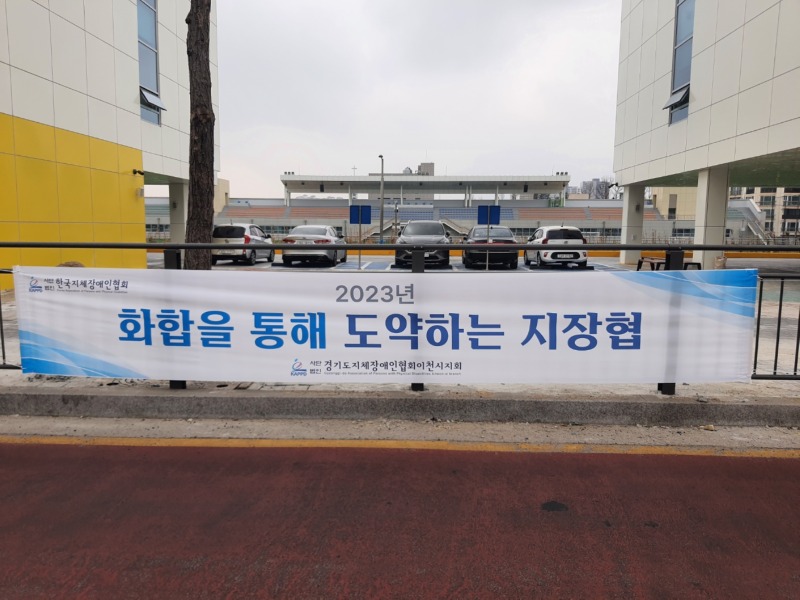 사단법인 한국지체장애인협회
2023년
화합을 통해 도약하는 지장협
사단법인 경기도지체장애인협회이천시지회
KAPPD